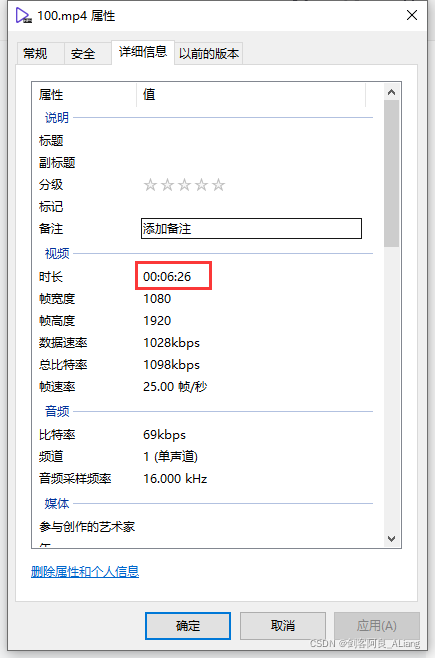 100.mp4 属性
常规 安全 详细信息 以前的版本
属性 值
说明
标题
副标题
分级 ☆☆☆☆☆
标记
备注 添加备注
视频
时长 00:06:26
帧宽度 1080
帧高度 1920
数据速率 1028kbps
总比特率 1098kbps
帧速率 25.00 帧/秒
音频
比特率 69kbps
频道 1 (单声道)
音频采样频率 16.000 kHz
媒体
参与创作的艺术家
删除属性和个人信息
确定 取消 应用(A)
CSDN @剑客阿良_ALiang